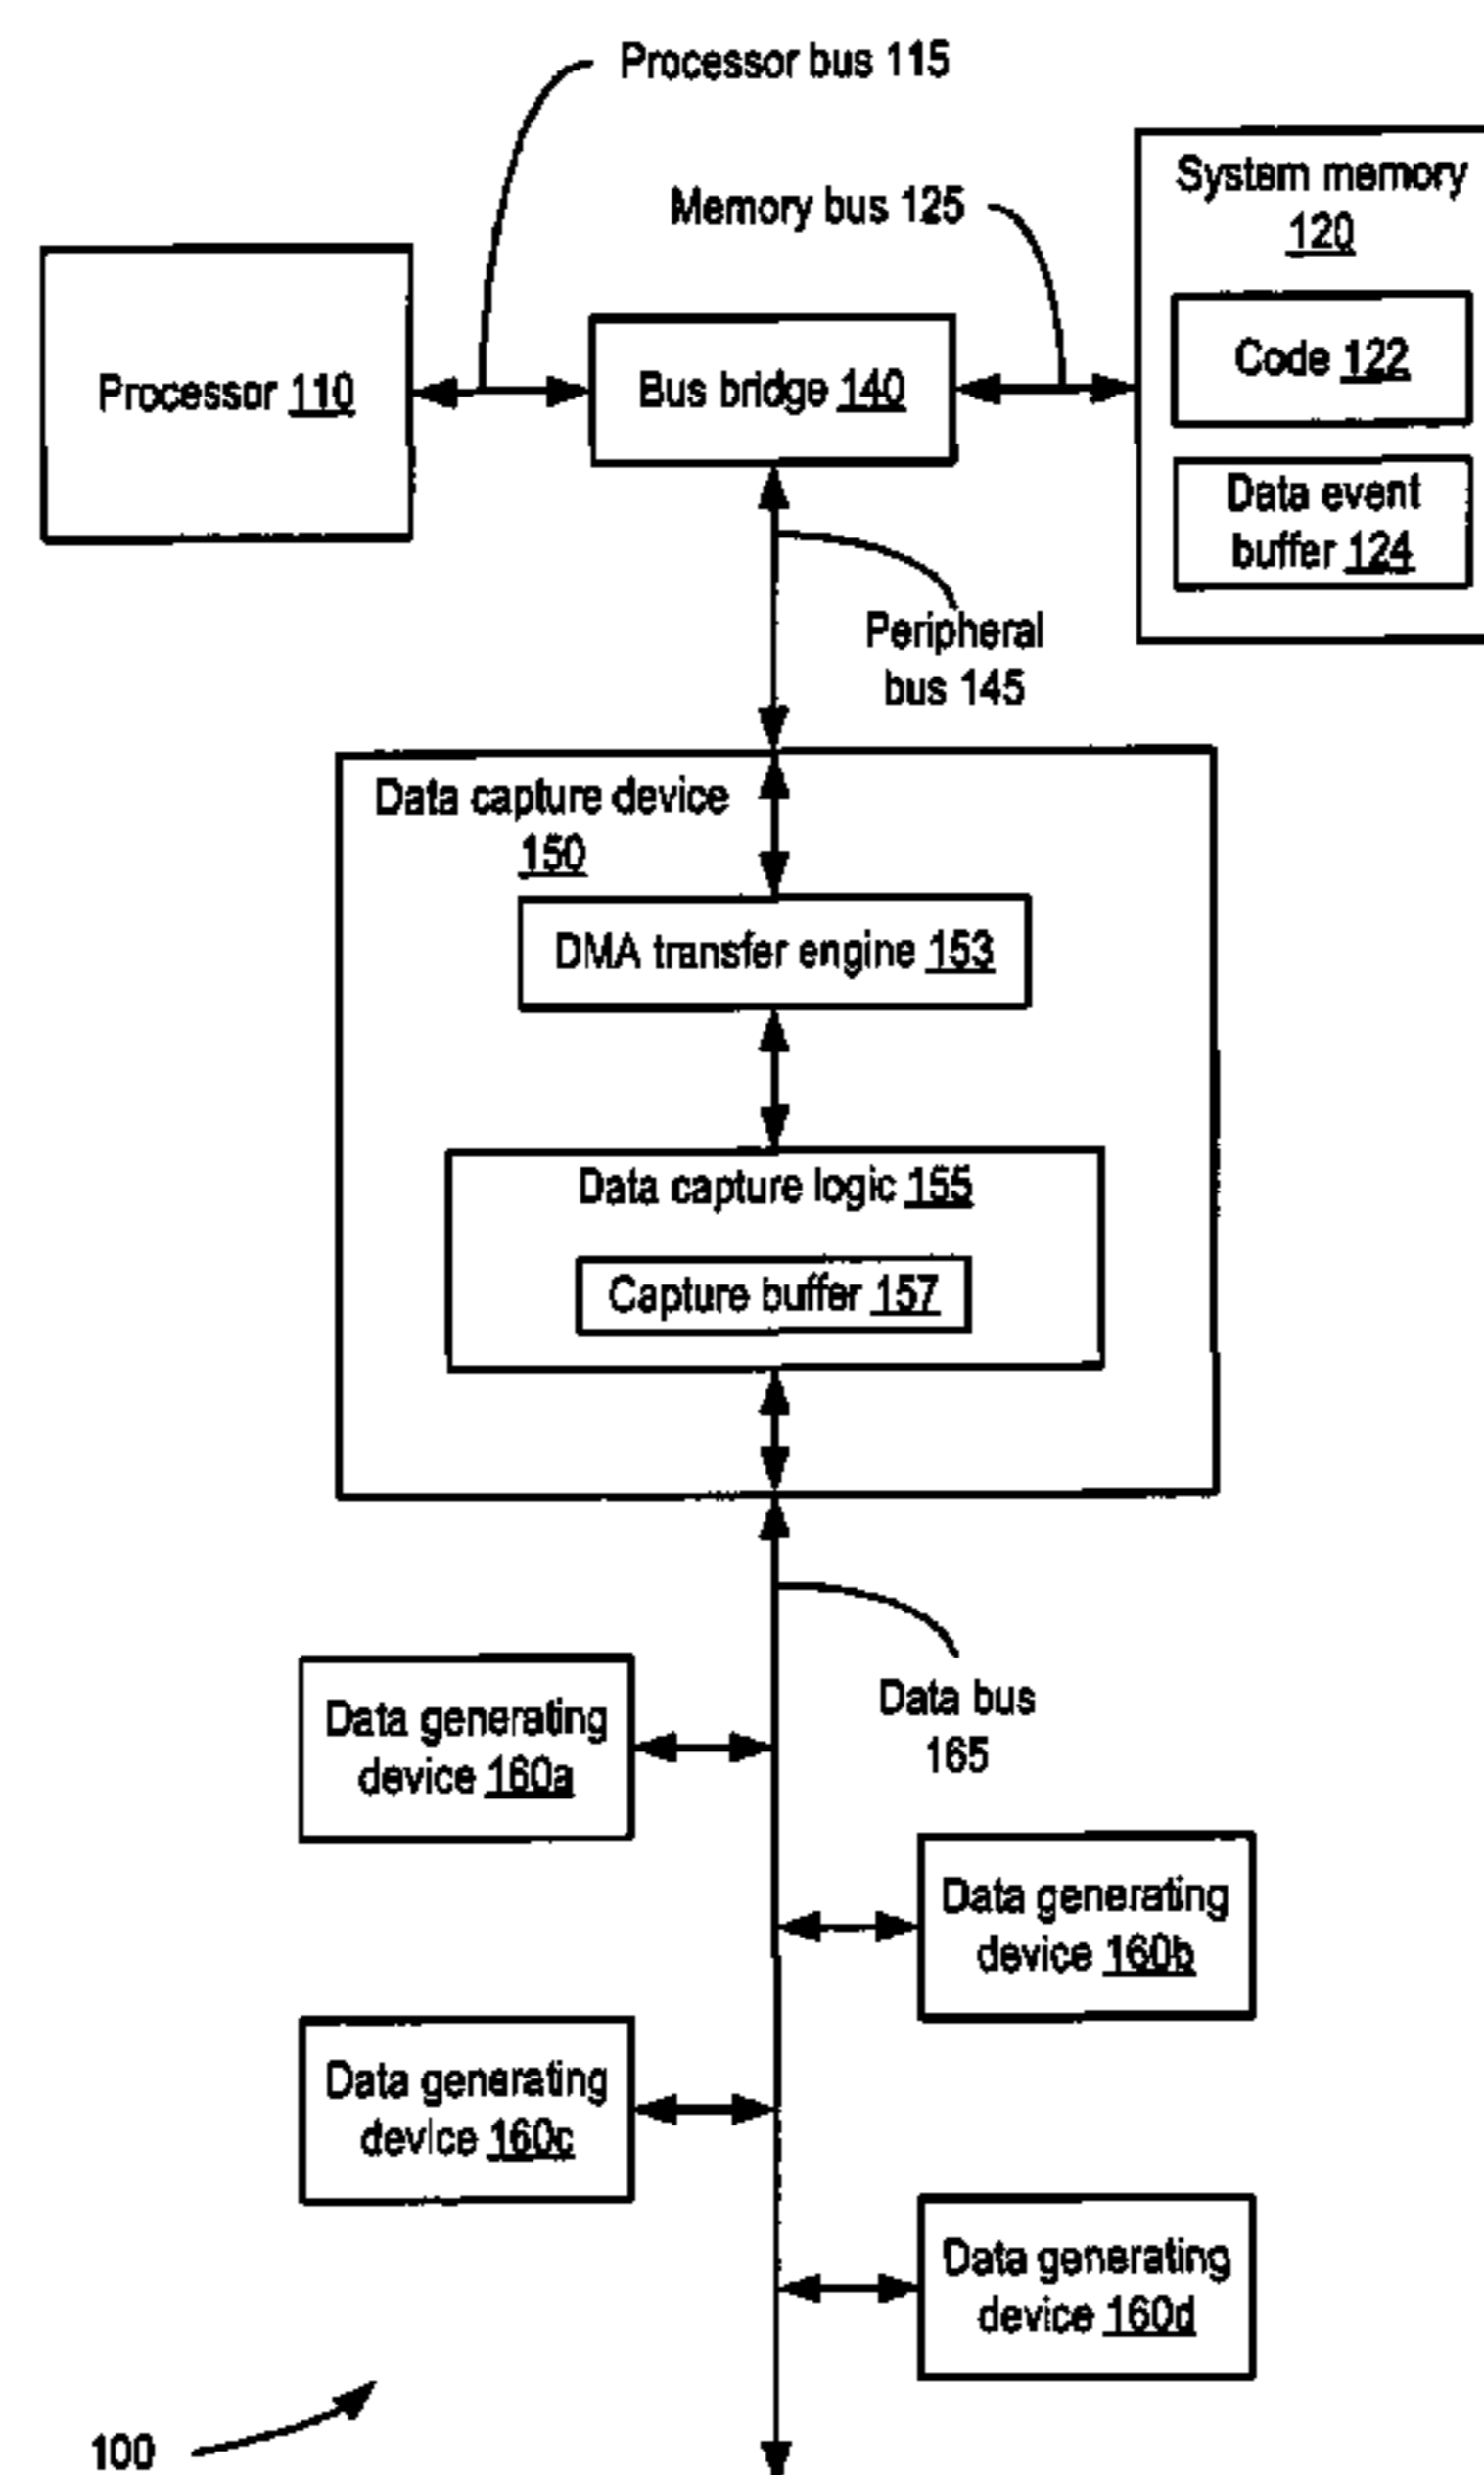 Processor bus 115
Memory bus 125
System memory
120
Processor 110
Bus bridge 140
Code 122
Data event
buffer 124
Peripheral
bus 145
Data capture device
150
DMA transfer engine 153
Data capture logic 155
Capture buffer 157
Data bus
165
Data generating
device 160a
Data generating
device 160b
Data generating
device 160c
Data generating
device 160d
100